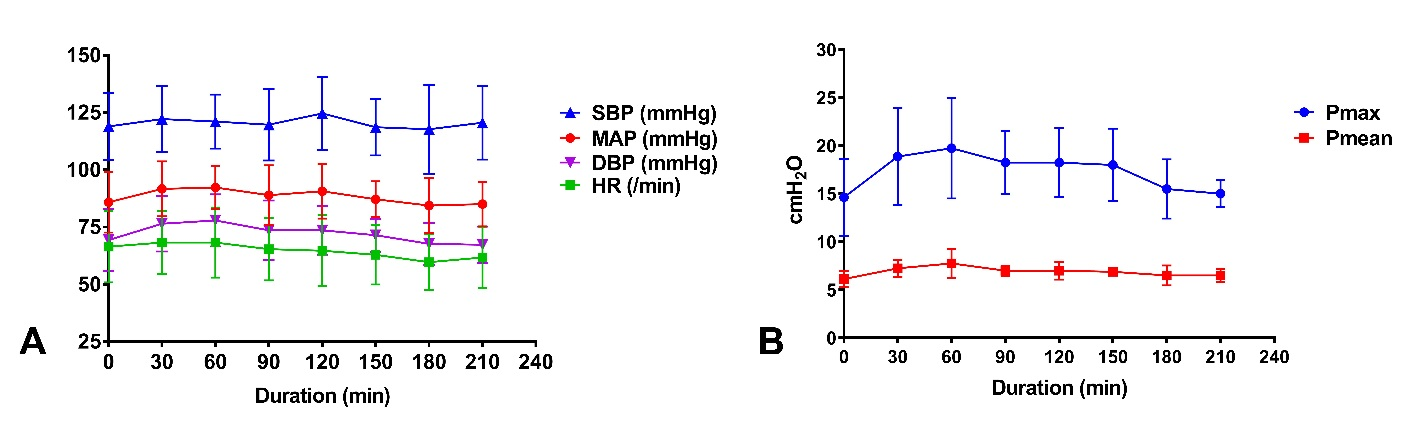 150
125
100
75
50
25
0 30 60 90 120 150 180 210 240
Duration (min)
A
SBP (mmHg)
MAP (mmHg)
DBP (mmHg)
HR (/min)
30
25
20
15
10
5
0
cmH₂O
0 30 60 90 120 150 180 210 240
Duration (min)
B
Pmax
Pmean